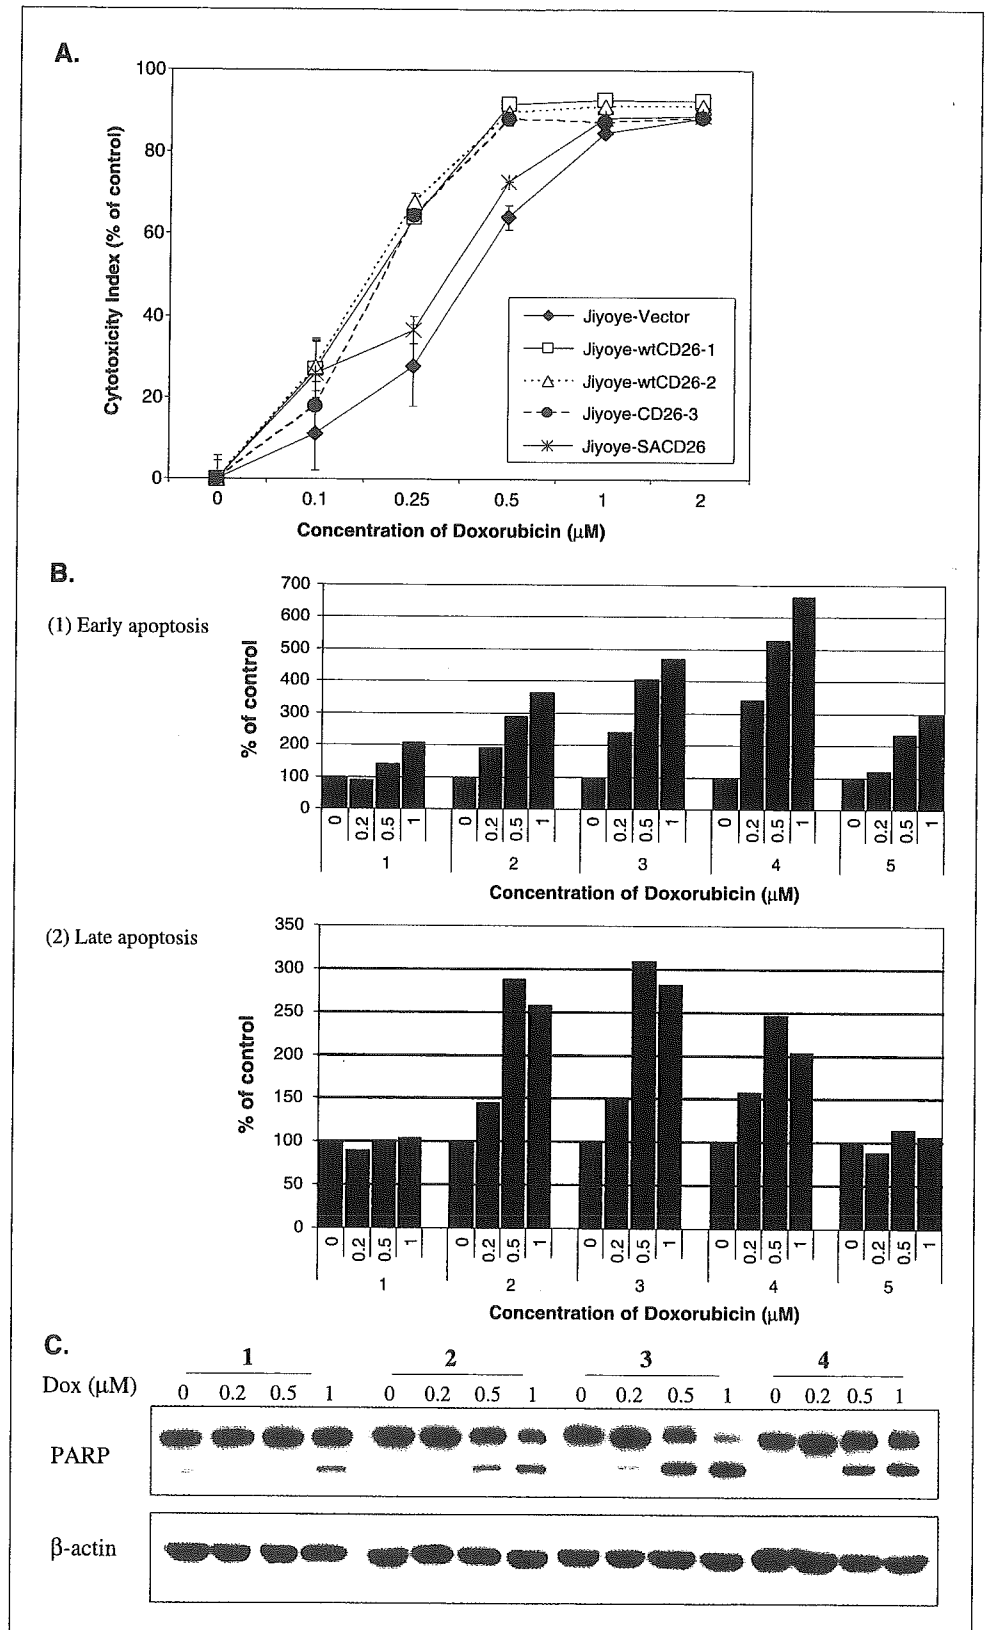 A.
Cytotoxicity Index (% of control)
100
80
60
40
20
0
0 0.1 0.25 0.5 1 2
Concentration of Doxorubicin (µM)
Jiyoye-Vector
Jiyoye-wtCD26-1
Jiyoye-wtCD26-2
Jiyoye-CD26-3
Jiyoye-SACD26
B.
(1) Early apoptosis
% of control
700
600
500
400
300
200
100
0
0 0.2 0.5 1 0 0.2 0.5 1 0 0.2 0.5 1 0 0.2 0.5 1 0 0.2 0.5 1
1 2 3 4 5
Concentration of Doxorubicin (µM)
(2) Late apoptosis
% of control
350
300
250
200
150
100
50
0
0 0.2 0.5 1 0 0.2 0.5 1 0 0.2 0.5 1 0 0.2 0.5 1 0 0.2 0.5 1
1 2 3 4 5
Concentration of Doxorubicin (µM)
C.
1 2 3 4
Dox (µM) 0 0.2 0.5 1 0 0.2 0.5 1 0 0.2 0.5 1 0 0.2 0.5 1
PARP
β-actin